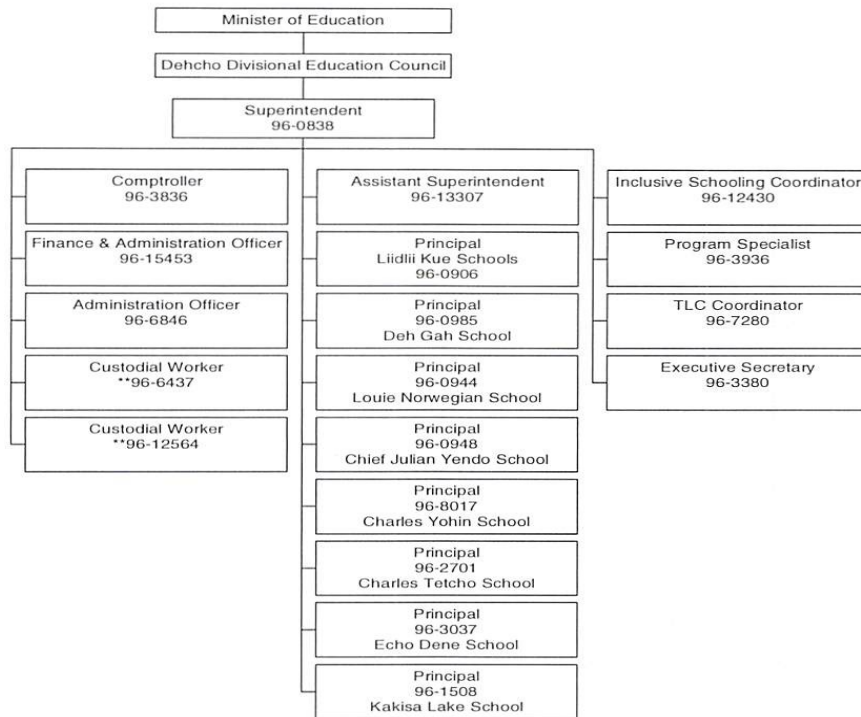 Minister of Education
Dehcho Divisional Education Council
Superintendent
96-0838
Comptroller
96-3836
Finance & Administration Officer
96-15453
Administration Officer
96-6846
Custodial Worker
**96-6437
Custodial Worker
**96-12564
Assistant Superintendent
96-13307
Principal
Liidlii Kue Schools
96-0906
Principal
96-0985
Deh Gah School
Principal
96-0944
Louie Norwegian School
Principal
96-0948
Chief Julian Yendo School
Principal
96-8017
Charles Yohin School
Principal
96-2701
Charles Tetcho School
Principal
96-3037
Echo Dene School
Principal
96-1508
Kakisa Lake School
Inclusive Schooling Coordinator
96-12430
Program Specialist
96-3936
TLC Coordinator
96-7280
Executive Secretary
96-3380